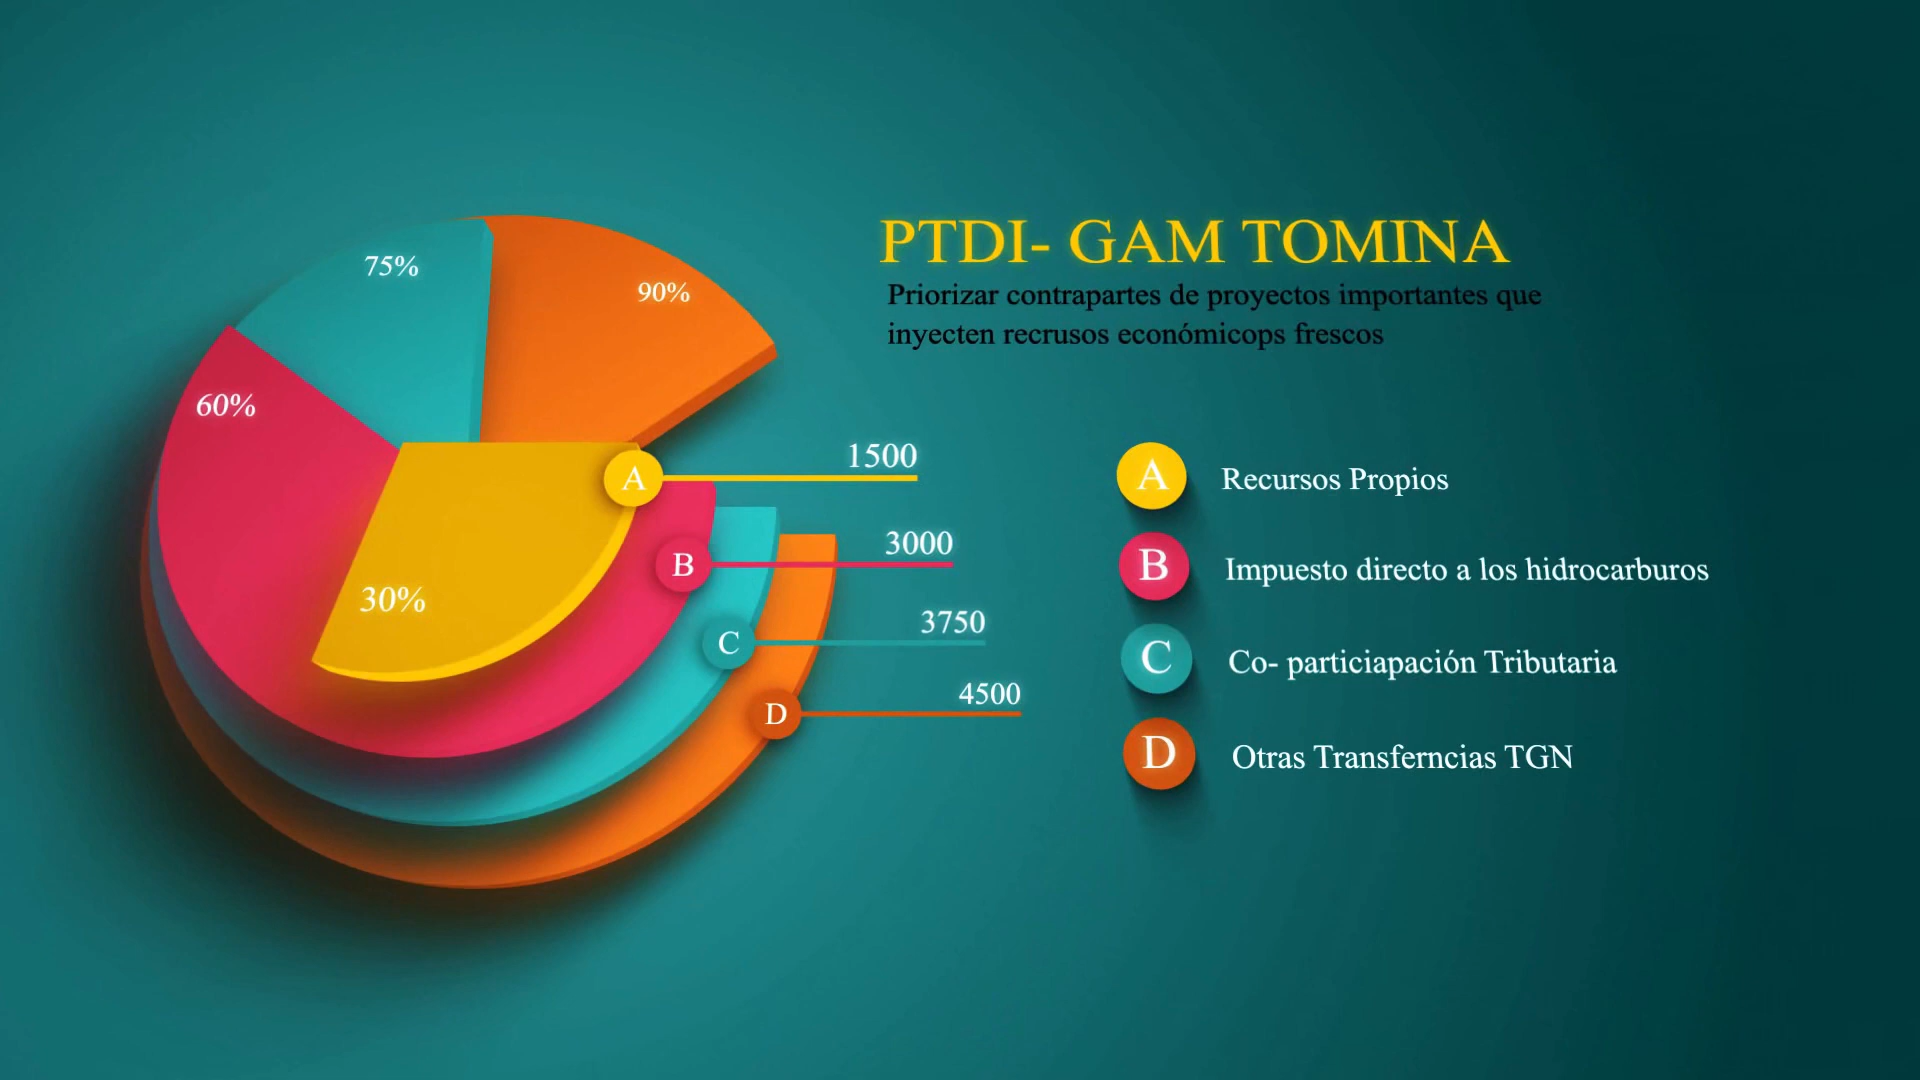 PTDI- GAM TOMINA
Priorizar contrapartes de proyectos importantes que
inyecten recrusos económicops frescos
75%
90%
60%
30%
A
1500
B
3000
C
3750
D
4500
A Recursos Propios
B Impuesto directo a los hidrocarburos
C Co- particiapación Tributaria
D Otras Transferncias TGN